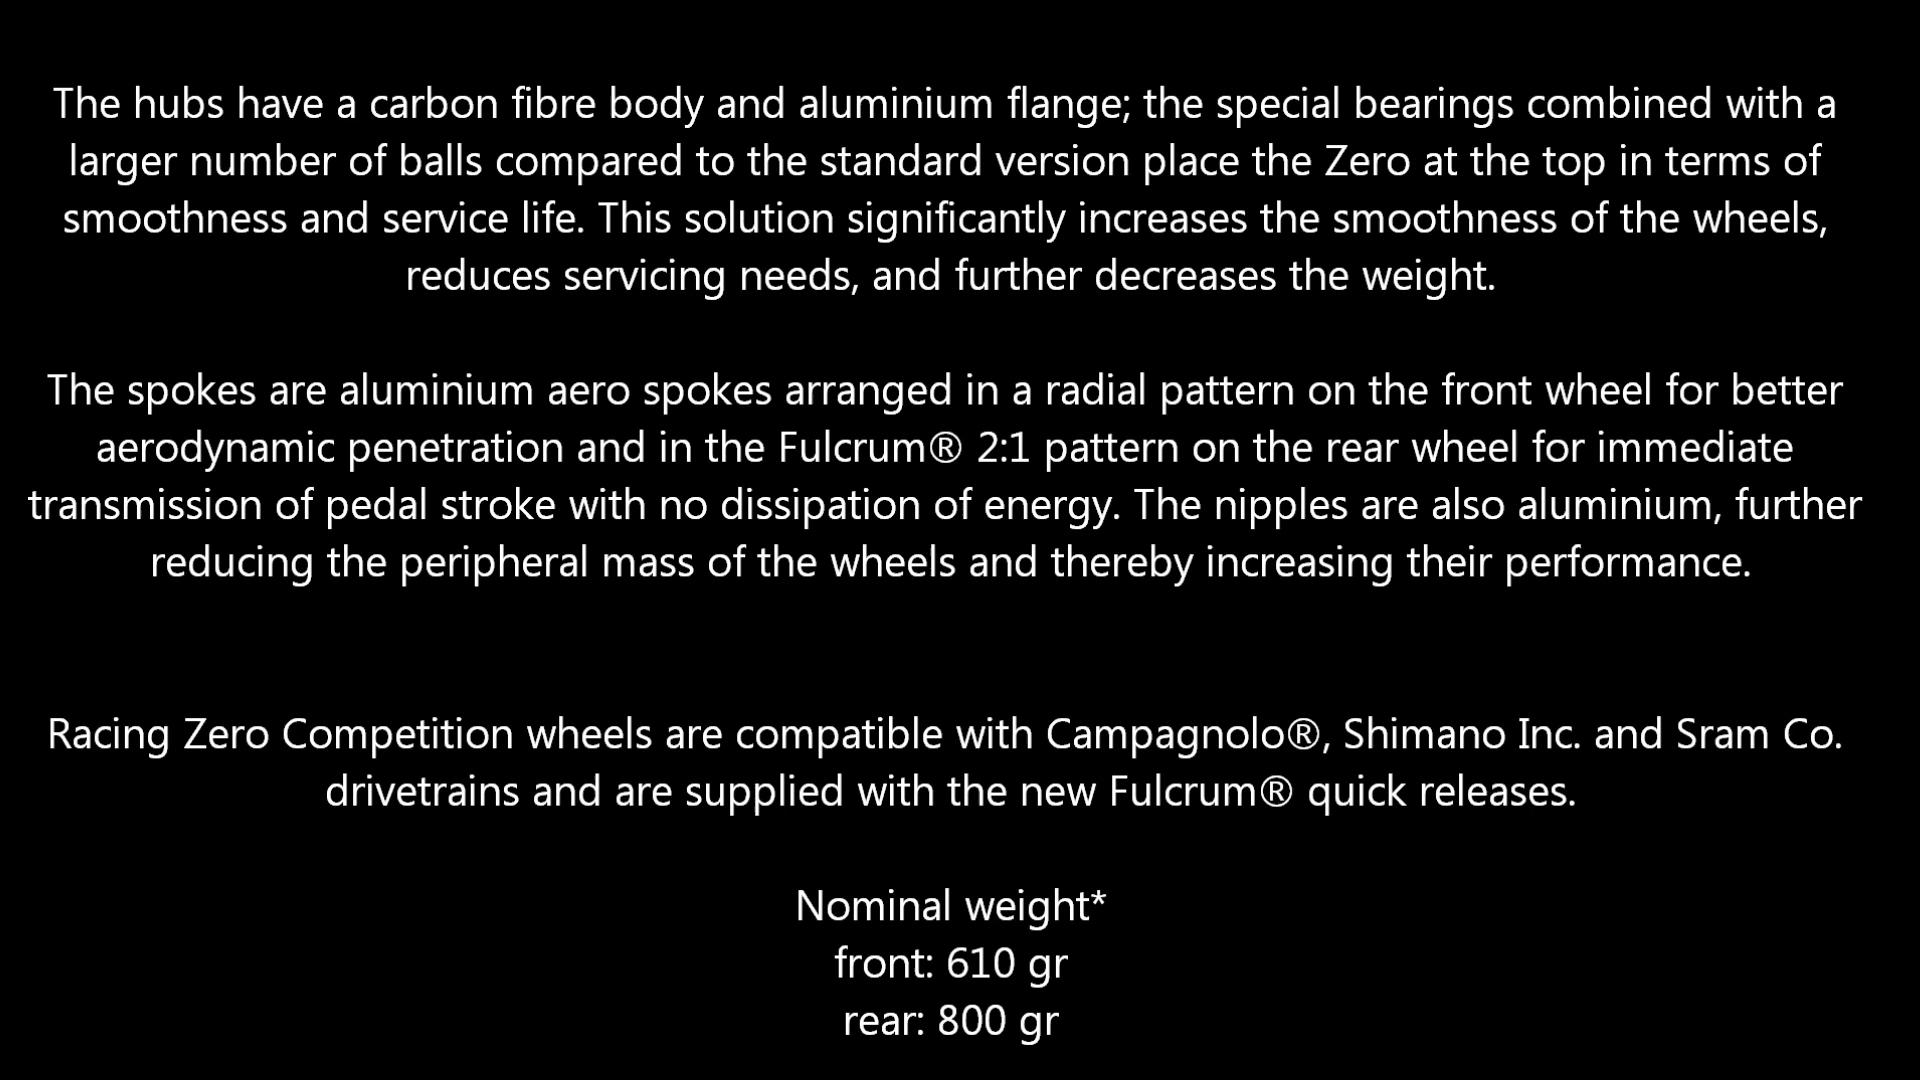 The hubs have a carbon fibre body and aluminium flange; the special bearings combined with a
larger number of balls compared to the standard version place the Zero at the top in terms of
smoothness and service life. This solution significantly increases the smoothness of the wheels,
reduces servicing needs, and further decreases the weight.
The spokes are aluminium aero spokes arranged in a radial pattern on the front wheel for better
aerodynamic penetration and in the Fulcrum® 2:1 pattern on the rear wheel for immediate
transmission of pedal stroke with no dissipation of energy. The nipples are also aluminium, further
reducing the peripheral mass of the wheels and thereby increasing their performance.
Racing Zero Competition wheels are compatible with Campagnolo®, Shimano Inc. and Sram Co.
drivetrains and are supplied with the new Fulcrum® quick releases.
Nominal weight*
front: 610 gr
rear: 800 gr